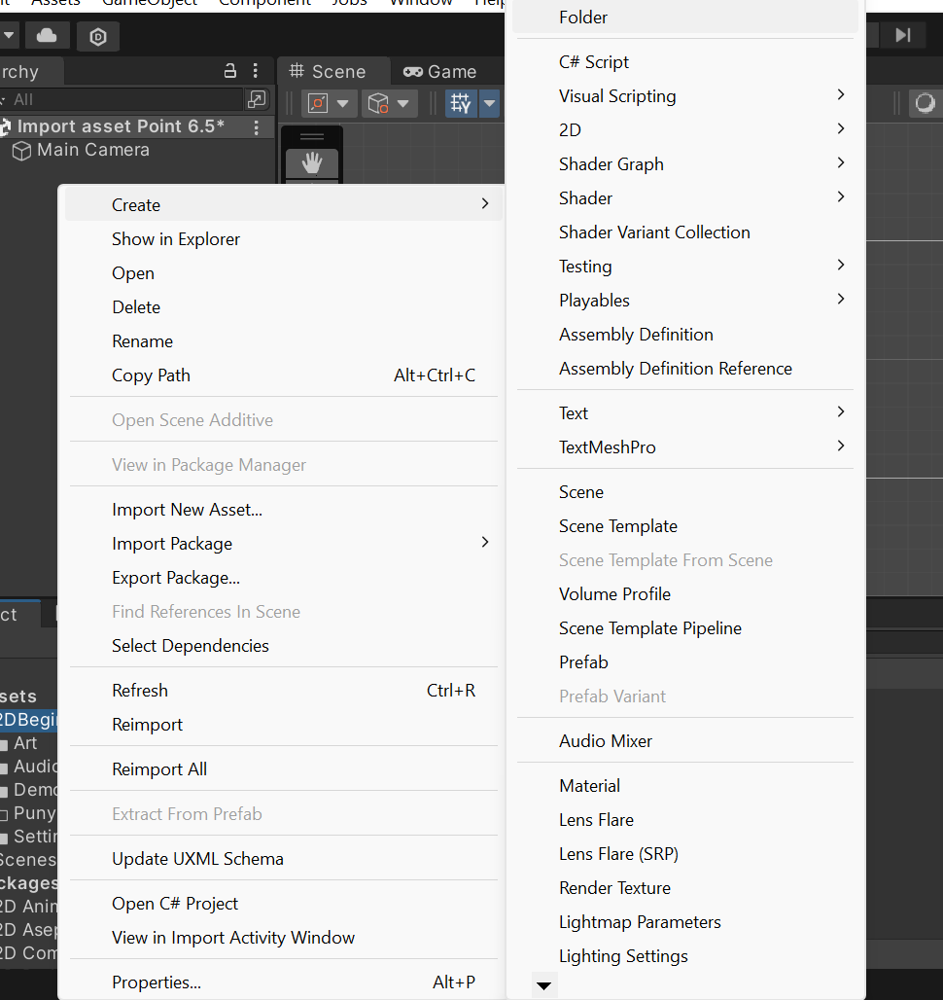 Assets GameObject Component Jobs Window Help
rchy
Scene
Game
All
Import asset Point 6.5*
Main Camera
Create
Show in Explorer
Open
Delete
Rename
Copy Path Alt+Ctrl+C
Open Scene Additive
View in Package Manager
Import New Asset...
Import Package
Export Package...
Find References In Scene
Select Dependencies
Refresh Ctrl+R
Reimport
Reimport All
Extract From Prefab
Update UXML Schema
Open C# Project
View in Import Activity Window
Properties... Alt+P
Folder
C# Script
Visual Scripting
2D
Shader Graph
Shader
Shader Variant Collection
Testing
Playables
Assembly Definition
Assembly Definition Reference
Text
TextMeshPro
Scene
Scene Template
Scene Template From Scene
Volume Profile
Scene Template Pipeline
Prefab
Prefab Variant
Audio Mixer
Material
Lens Flare
Lens Flare (SRP)
Render Texture
Lightmap Parameters
Lighting Settings
ct
sets
2DBegi
Art
Audio
Demo
Puny
Settin
Scenes
ckages
2D Anim
2D Asep
2D Com